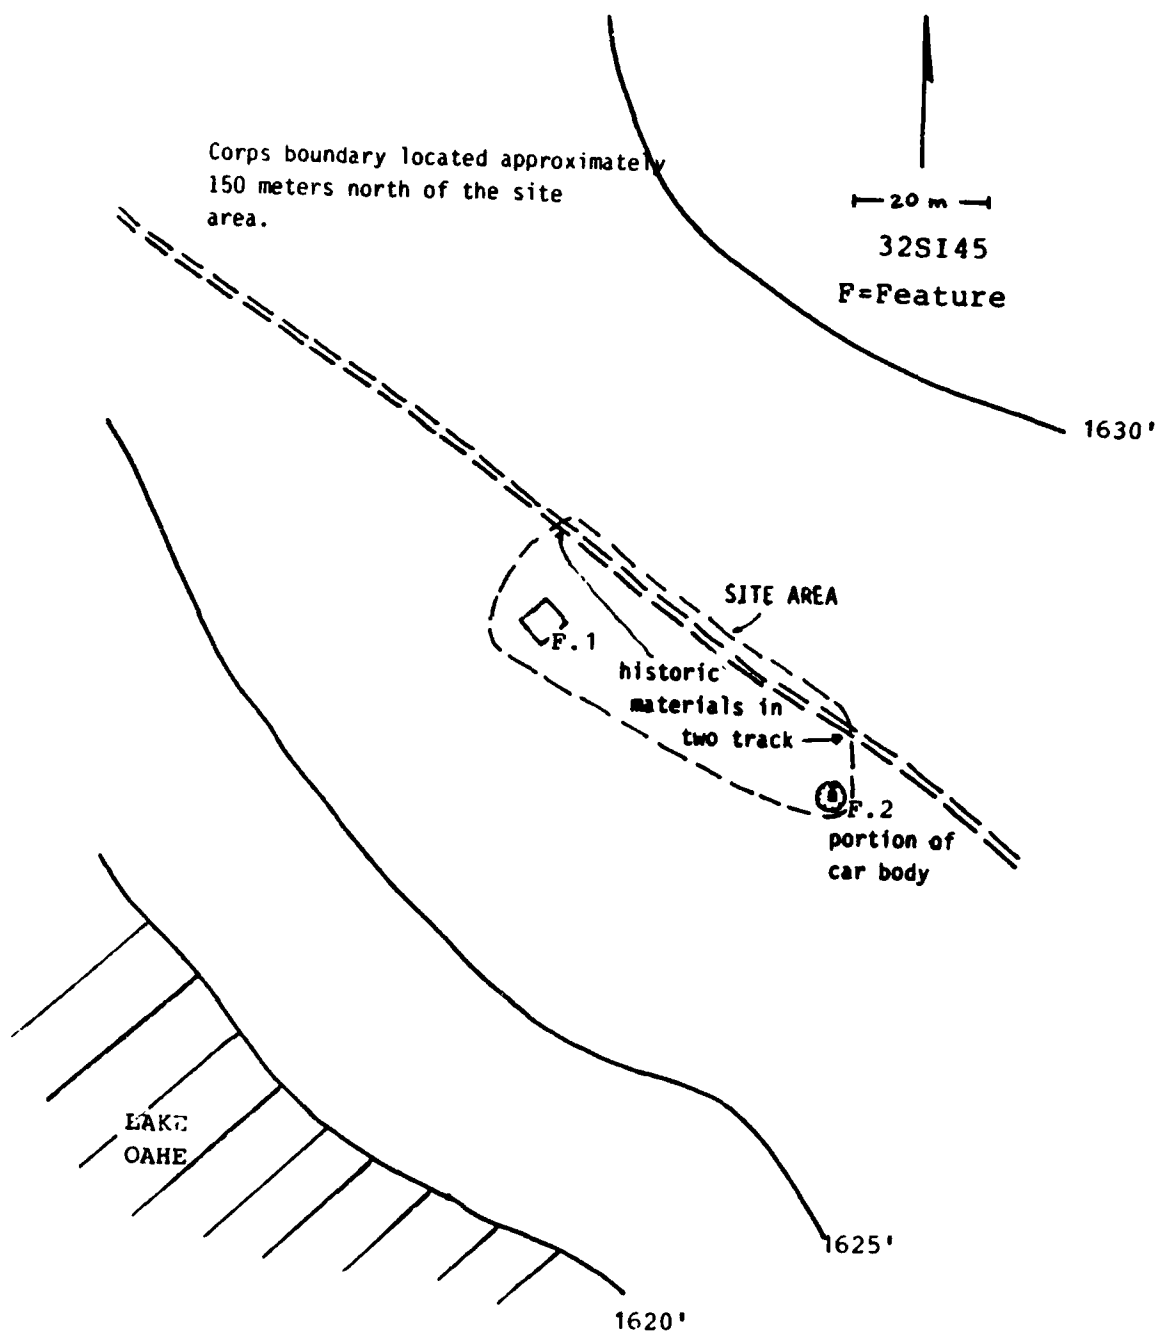 Corps boundary located approximately
150 meters north of the site
area.
20 m
32SI45
F=Feature
1630'
SITE AREA
F.1
historic
materials in
two track
F.2
portion of
car body
LAKE
OAHE
1625'
1620'